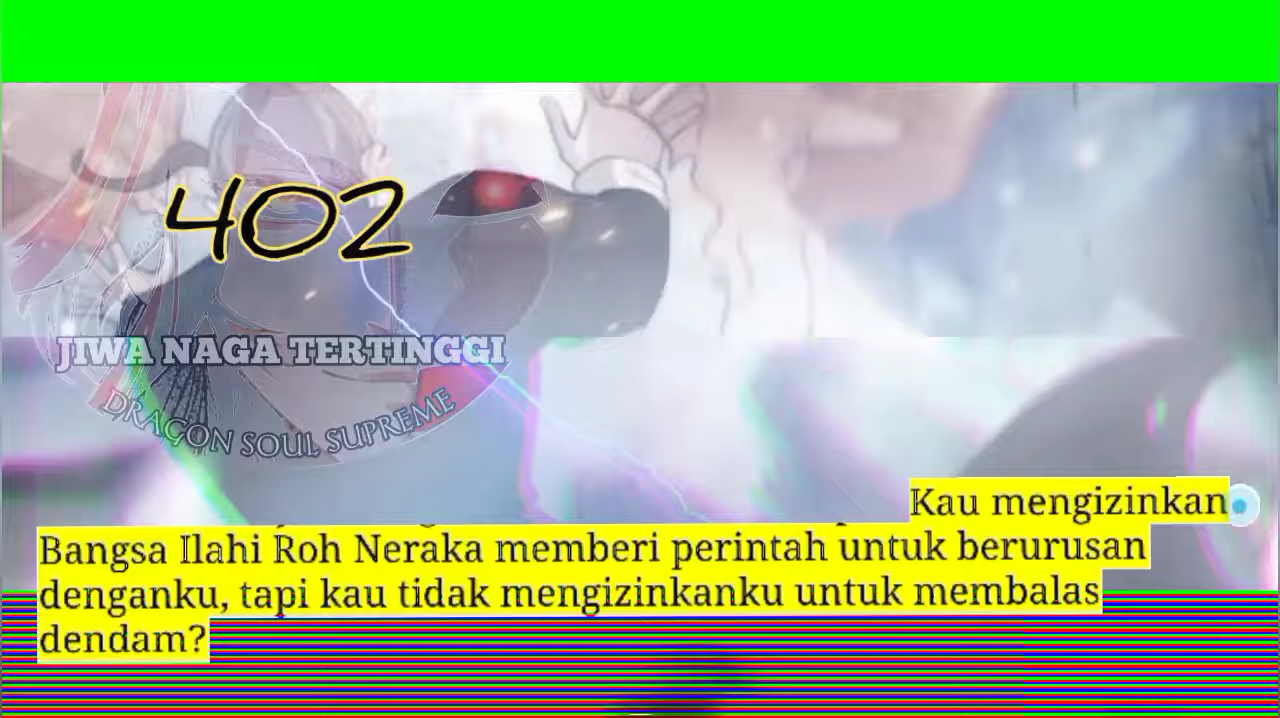 402
JIWA NAGA TERTINGGI
DRAGON SOUL SUPREME
Kau mengizinkan
Bangsa Ilahi Roh Neraka memberi perintah untuk berurusan
denganku, tapi kau tidak mengizinkanku untuk membalas
dendam?